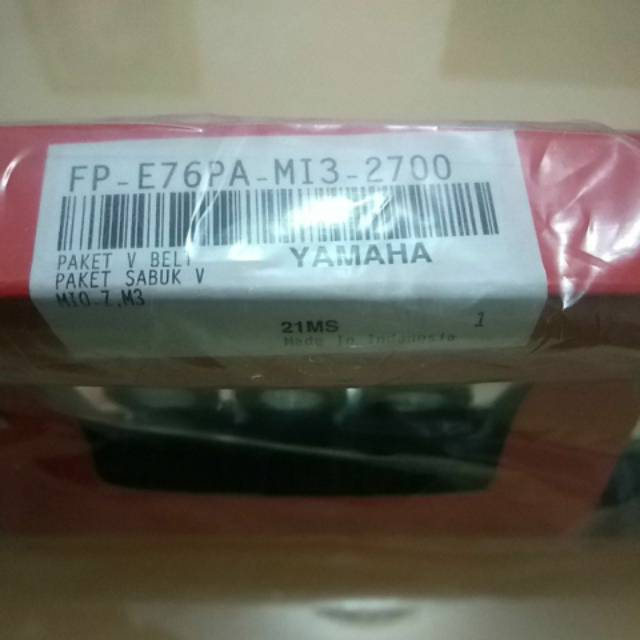 FP-E76PA-MI3-2700
PAKET V BELT YAMAHA
PAKET SABUK V
MIO Z,M3
21MS 1
Made in Indonesia